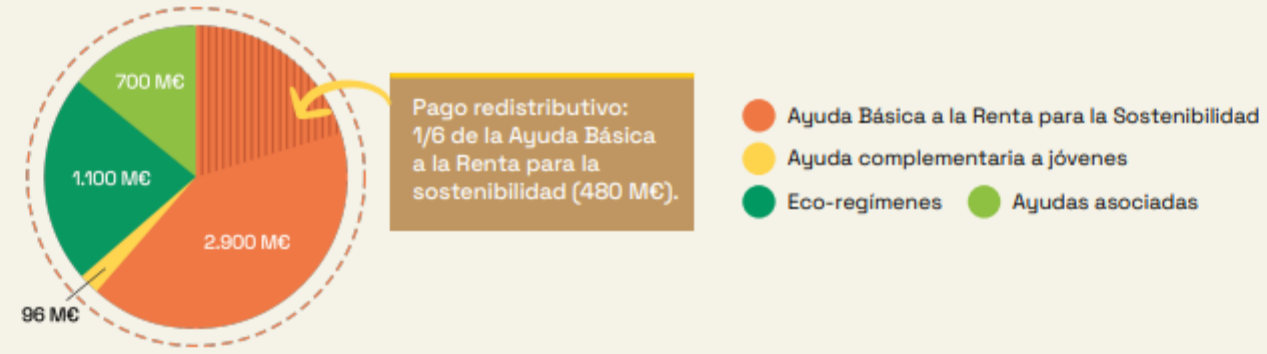 700 M€
1.100 M€
2.900 M€
96 M€
Pago redistributivo:
1/6 de la Ayuda Básica
a la Renta para la
sostenibilidad (480 M€).
Ayuda Básica a la Renta para la Sostenibilidad
Ayuda complementaria a jóvenes
Eco-regímenes Ayudas asociadas